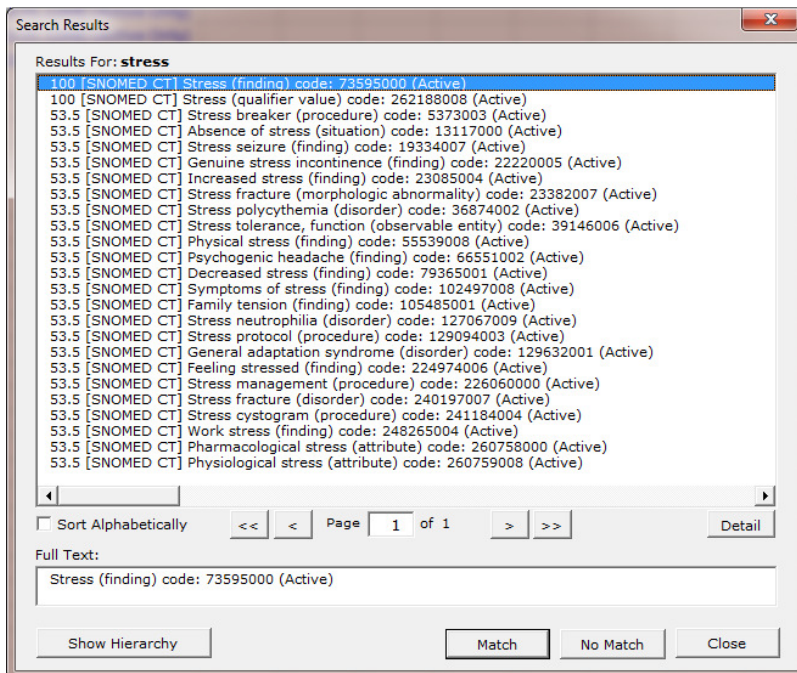 Search Results
X
Results For: stress
100 [SNOMED CT] Stress (finding) code: 73595000 (Active)
100 [SNOMED CT] Stress (qualifier value) code: 262188008 (Active)
53.5 [SNOMED CT] Stress breaker (procedure) code: 5373003 (Active)
53.5 [SNOMED CT] Absence of stress (situation) code: 13117000 (Active)
53.5 [SNOMED CT] Stress seizure (finding) code: 19334007 (Active)
53.5 [SNOMED CT] Genuine stress incontinence (finding) code: 22220005 (Active)
53.5 [SNOMED CT] Increased stress (finding) code: 23085004 (Active)
53.5 [SNOMED CT] Stress fracture (morphologic abnormality) code: 23382007 (Active)
53.5 [SNOMED CT] Stress polycythemia (disorder) code: 36874002 (Active)
53.5 [SNOMED CT] Stress tolerance, function (observable entity) code: 39146006 (Active)
53.5 [SNOMED CT] Physical stress (finding) code: 55539008 (Active)
53.5 [SNOMED CT] Psychogenic headache (finding) code: 66551002 (Active)
53.5 [SNOMED CT] Decreased stress (finding) code: 79365001 (Active)
53.5 [SNOMED CT] Symptoms of stress (finding) code: 102497008 (Active)
53.5 [SNOMED CT] Family tension (finding) code: 105485001 (Active)
53.5 [SNOMED CT] Stress neutrophilia (disorder) code: 127067009 (Active)
53.5 [SNOMED CT] Stress protocol (procedure) code: 129094003 (Active)
53.5 [SNOMED CT] General adaptation syndrome (disorder) code: 129632001 (Active)
53.5 [SNOMED CT] Feeling stressed (finding) code: 224974006 (Active)
53.5 [SNOMED CT] Stress management (procedure) code: 226060000 (Active)
53.5 [SNOMED CT] Stress fracture (disorder) code: 240197007 (Active)
53.5 [SNOMED CT] Stress cystogram (procedure) code: 241184004 (Active)
53.5 [SNOMED CT] Work stress (finding) code: 248265004 (Active)
53.5 [SNOMED CT] Pharmacological stress (attribute) code: 260758000 (Active)
53.5 [SNOMED CT] Physiological stress (attribute) code: 260759008 (Active)
Sort Alphabetically << < Page 1 of 1 > >> Detail
Full Text:
Stress (finding) code: 73595000 (Active)
Show Hierarchy Match No Match Close